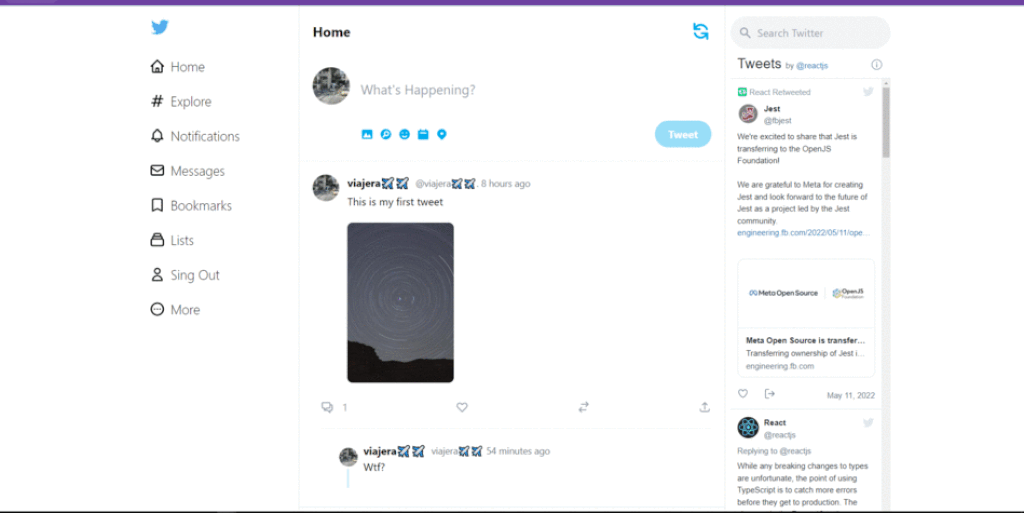 Home
Explore
Notifications
Messages
Bookmarks
Lists
Sing Out
More
Home
What's Happening?
Tweet
viajera✈️✈️ @viajera✈️✈️. 8 hours ago
This is my first tweet
1
viajera✈️✈️ viajera✈️✈️ 54 minutes ago
Wtf?
Search Twitter
Tweets by @reactjs
React Retweeted
Jest
@fbjest
We're excited to share that Jest is
transferring to the OpenJS
Foundation!
We are grateful to Meta for creating
Jest and look forward to the future of
Jest as a project led by the Jest
community.
engineering.fb.com/2022/05/11/ope...
Meta Open Source
OpenJS
Foundation
Meta Open Source is transfer...
Transferring ownership of Jest i...
engineering.fb.com
May 11, 2022
React
@reactjs
Replying to @reactjs
While any breaking changes to types
are unfortunate, the point of using
TypeScript is to catch more errors
before they get to production. The